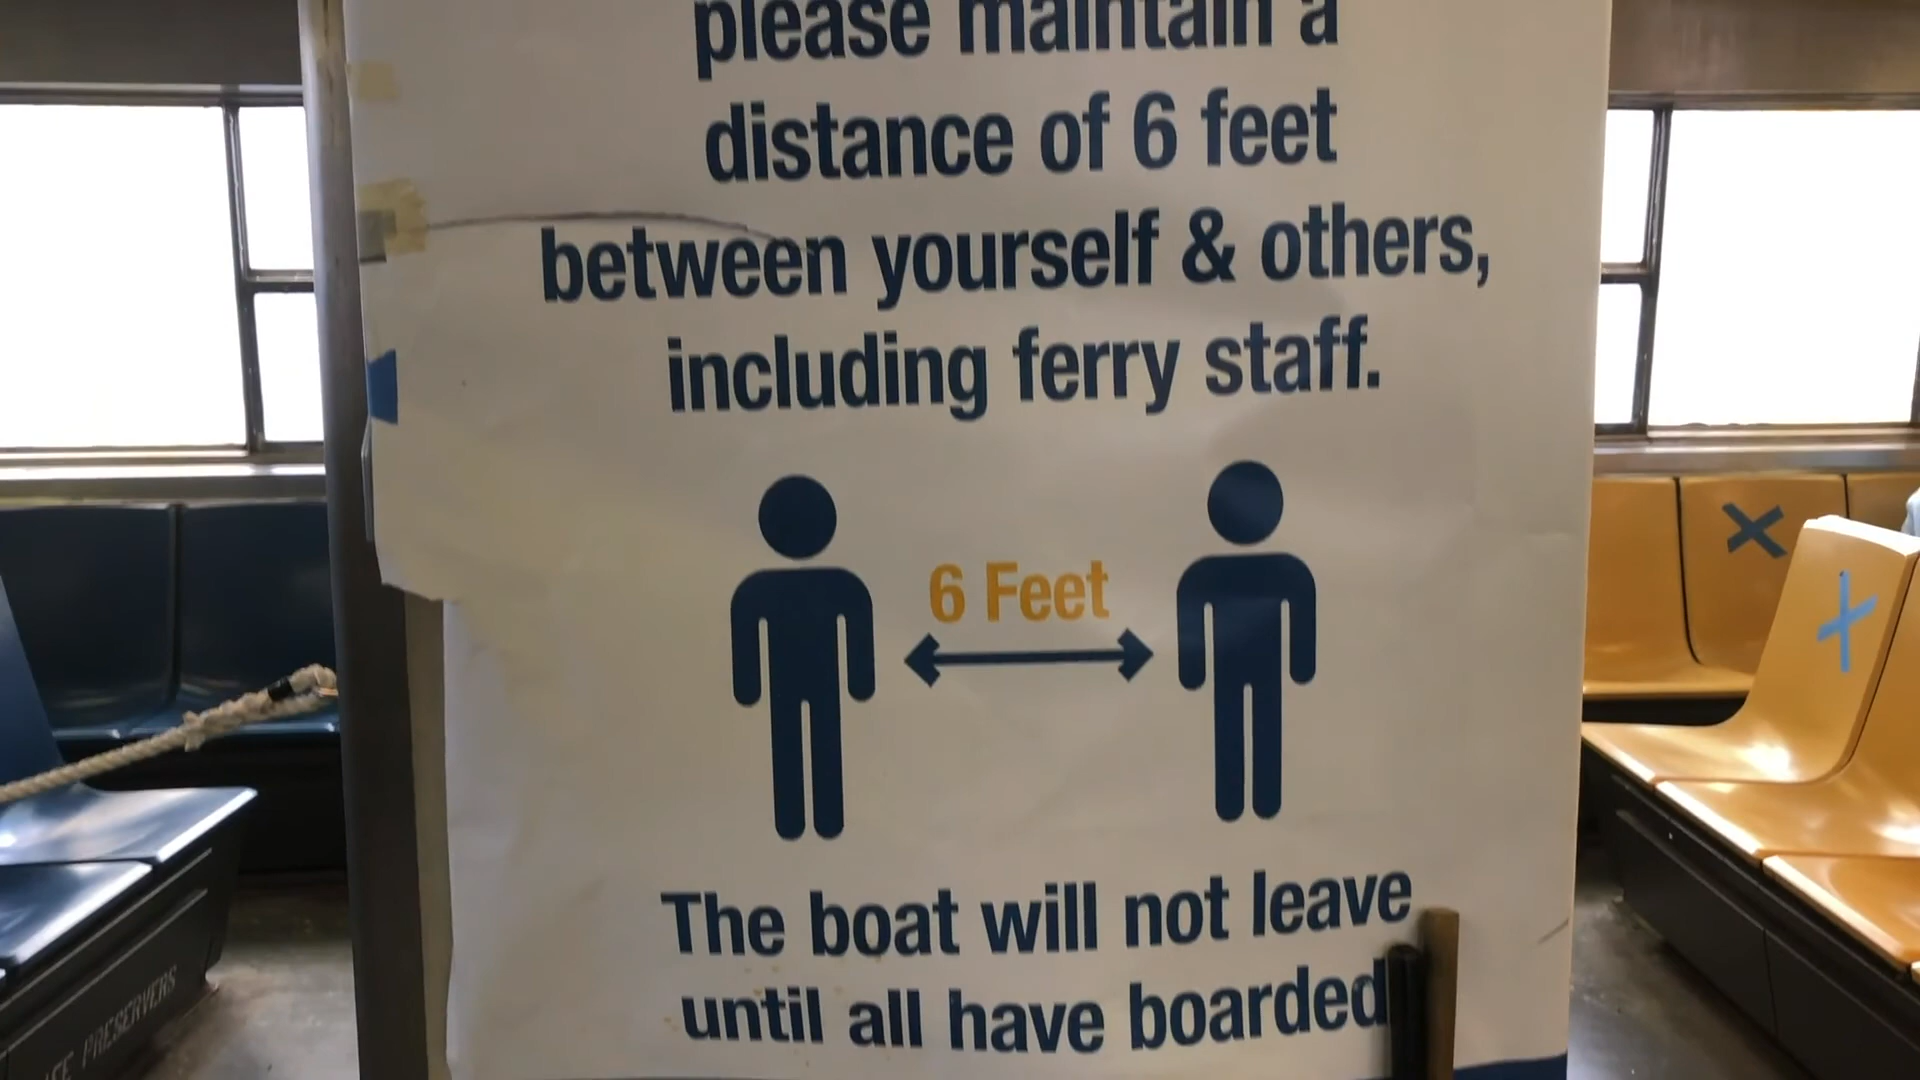 please maintain a
distance of 6 feet
between yourself & others,
including ferry staff.
6 Feet
The boat will not leave
until all have boarded
PRESERVERS